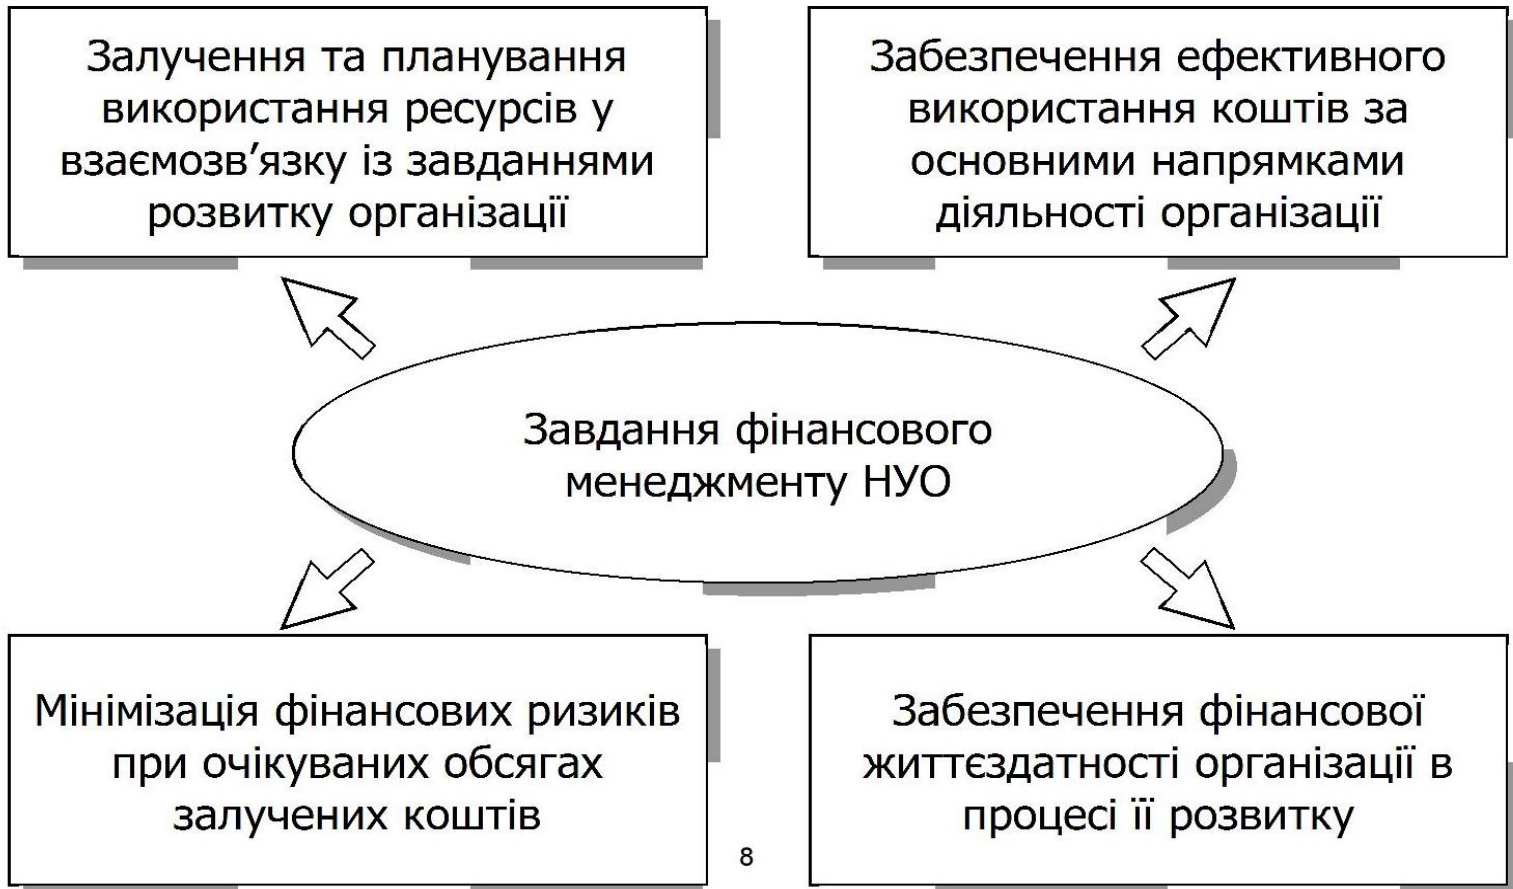 Залучення та планування
використання ресурсів у
взаємозв’язку із завданнями
розвитку організації
Забезпечення ефективного
використання коштів за
основними напрямками
діяльності організації
Завдання фінансового
менеджменту НУО
Мінімізація фінансових ризиків
при очікуваних обсягах
залучених коштів
Забезпечення фінансової
життєздатності організації в
процесі її розвитку
8